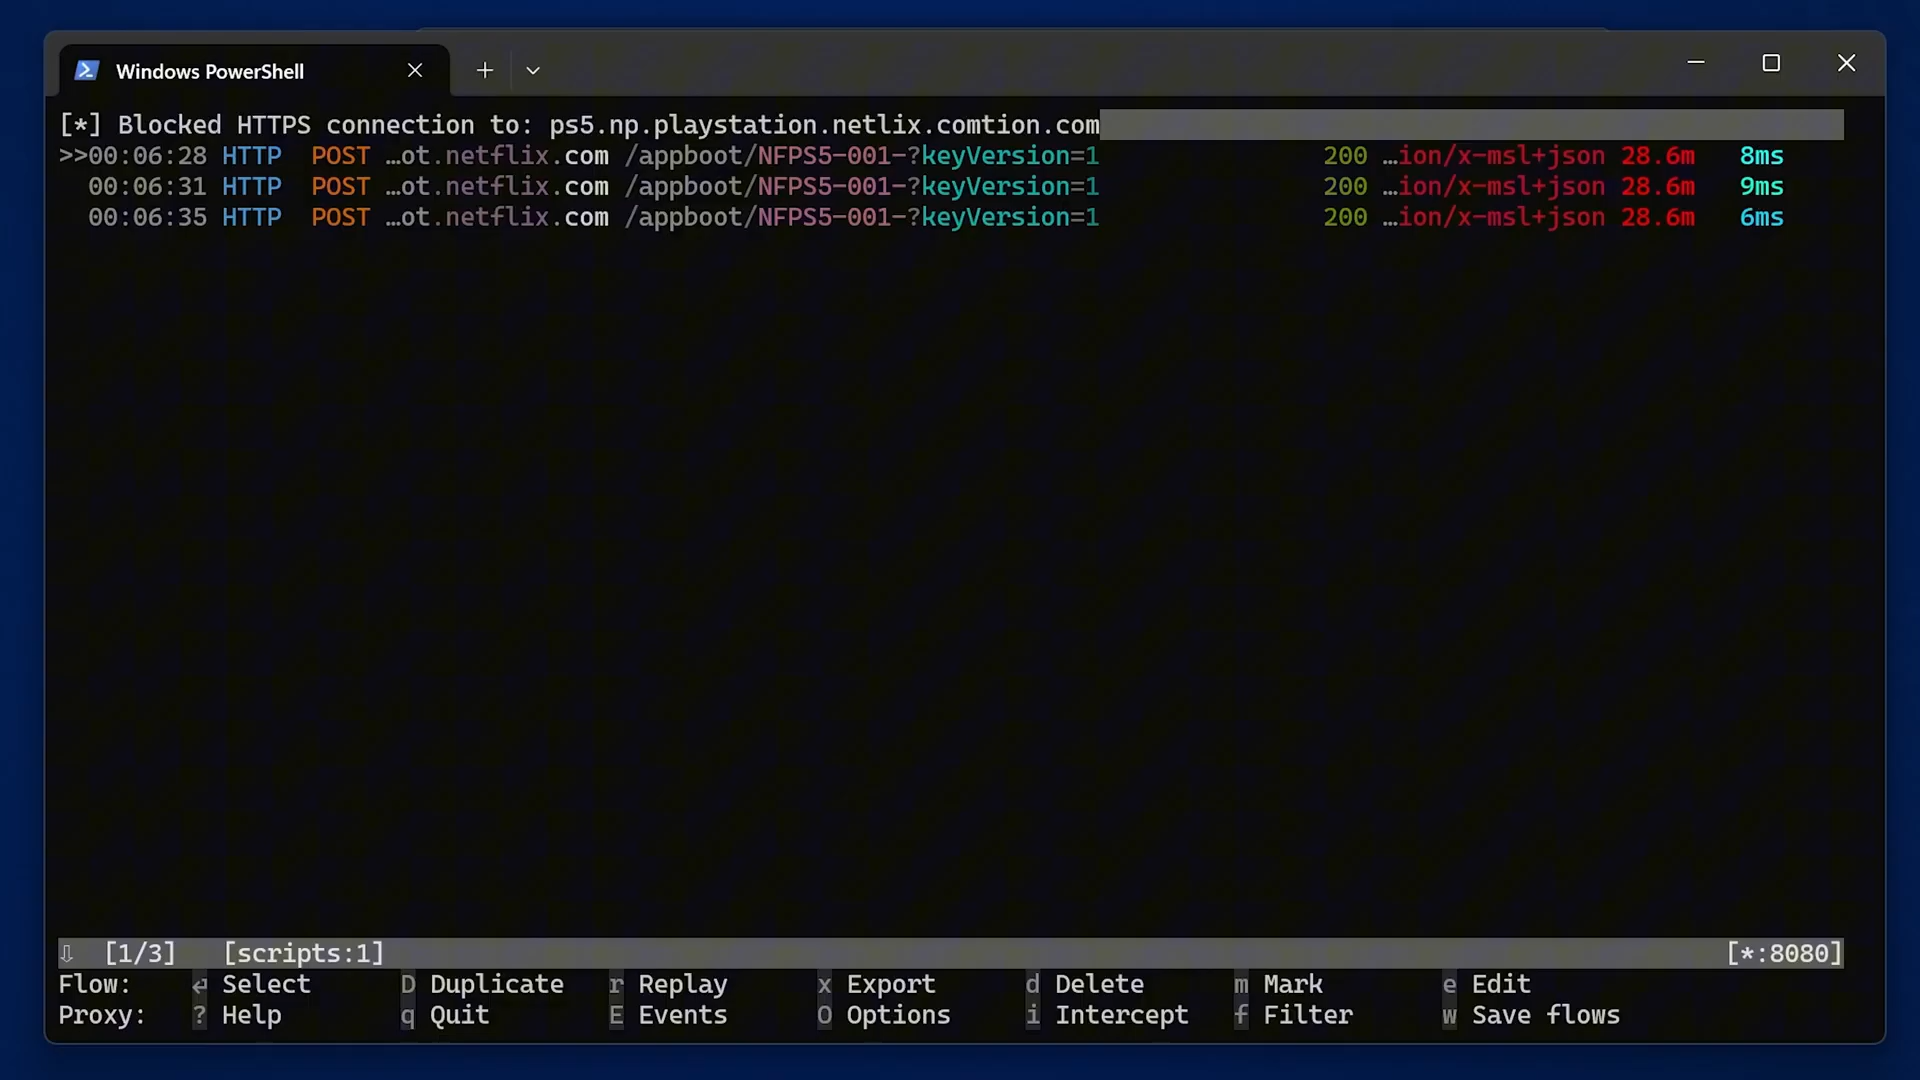 Windows PowerShell
[*] Blocked HTTPS connection to: ps5.np.playstation.netlix.comtion.com
>>00:06:28 HTTP POST …ot.netflix.com /appboot/NFPS5-001-?keyVersion=1 200 …ion/x-msl+json 28.6m 8ms
00:06:31 HTTP POST …ot.netflix.com /appboot/NFPS5-001-?keyVersion=1 200 …ion/x-msl+json 28.6m 9ms
00:06:35 HTTP POST …ot.netflix.com /appboot/NFPS5-001-?keyVersion=1 200 …ion/x-msl+json 28.6m 6ms
⇩ [1/3] [scripts:1] [*:8080]
Flow: ⏎ Select D Duplicate r Replay x Export d Delete m Mark e Edit
Proxy: ? Help q Quit E Events O Options i Intercept f Filter w Save flows